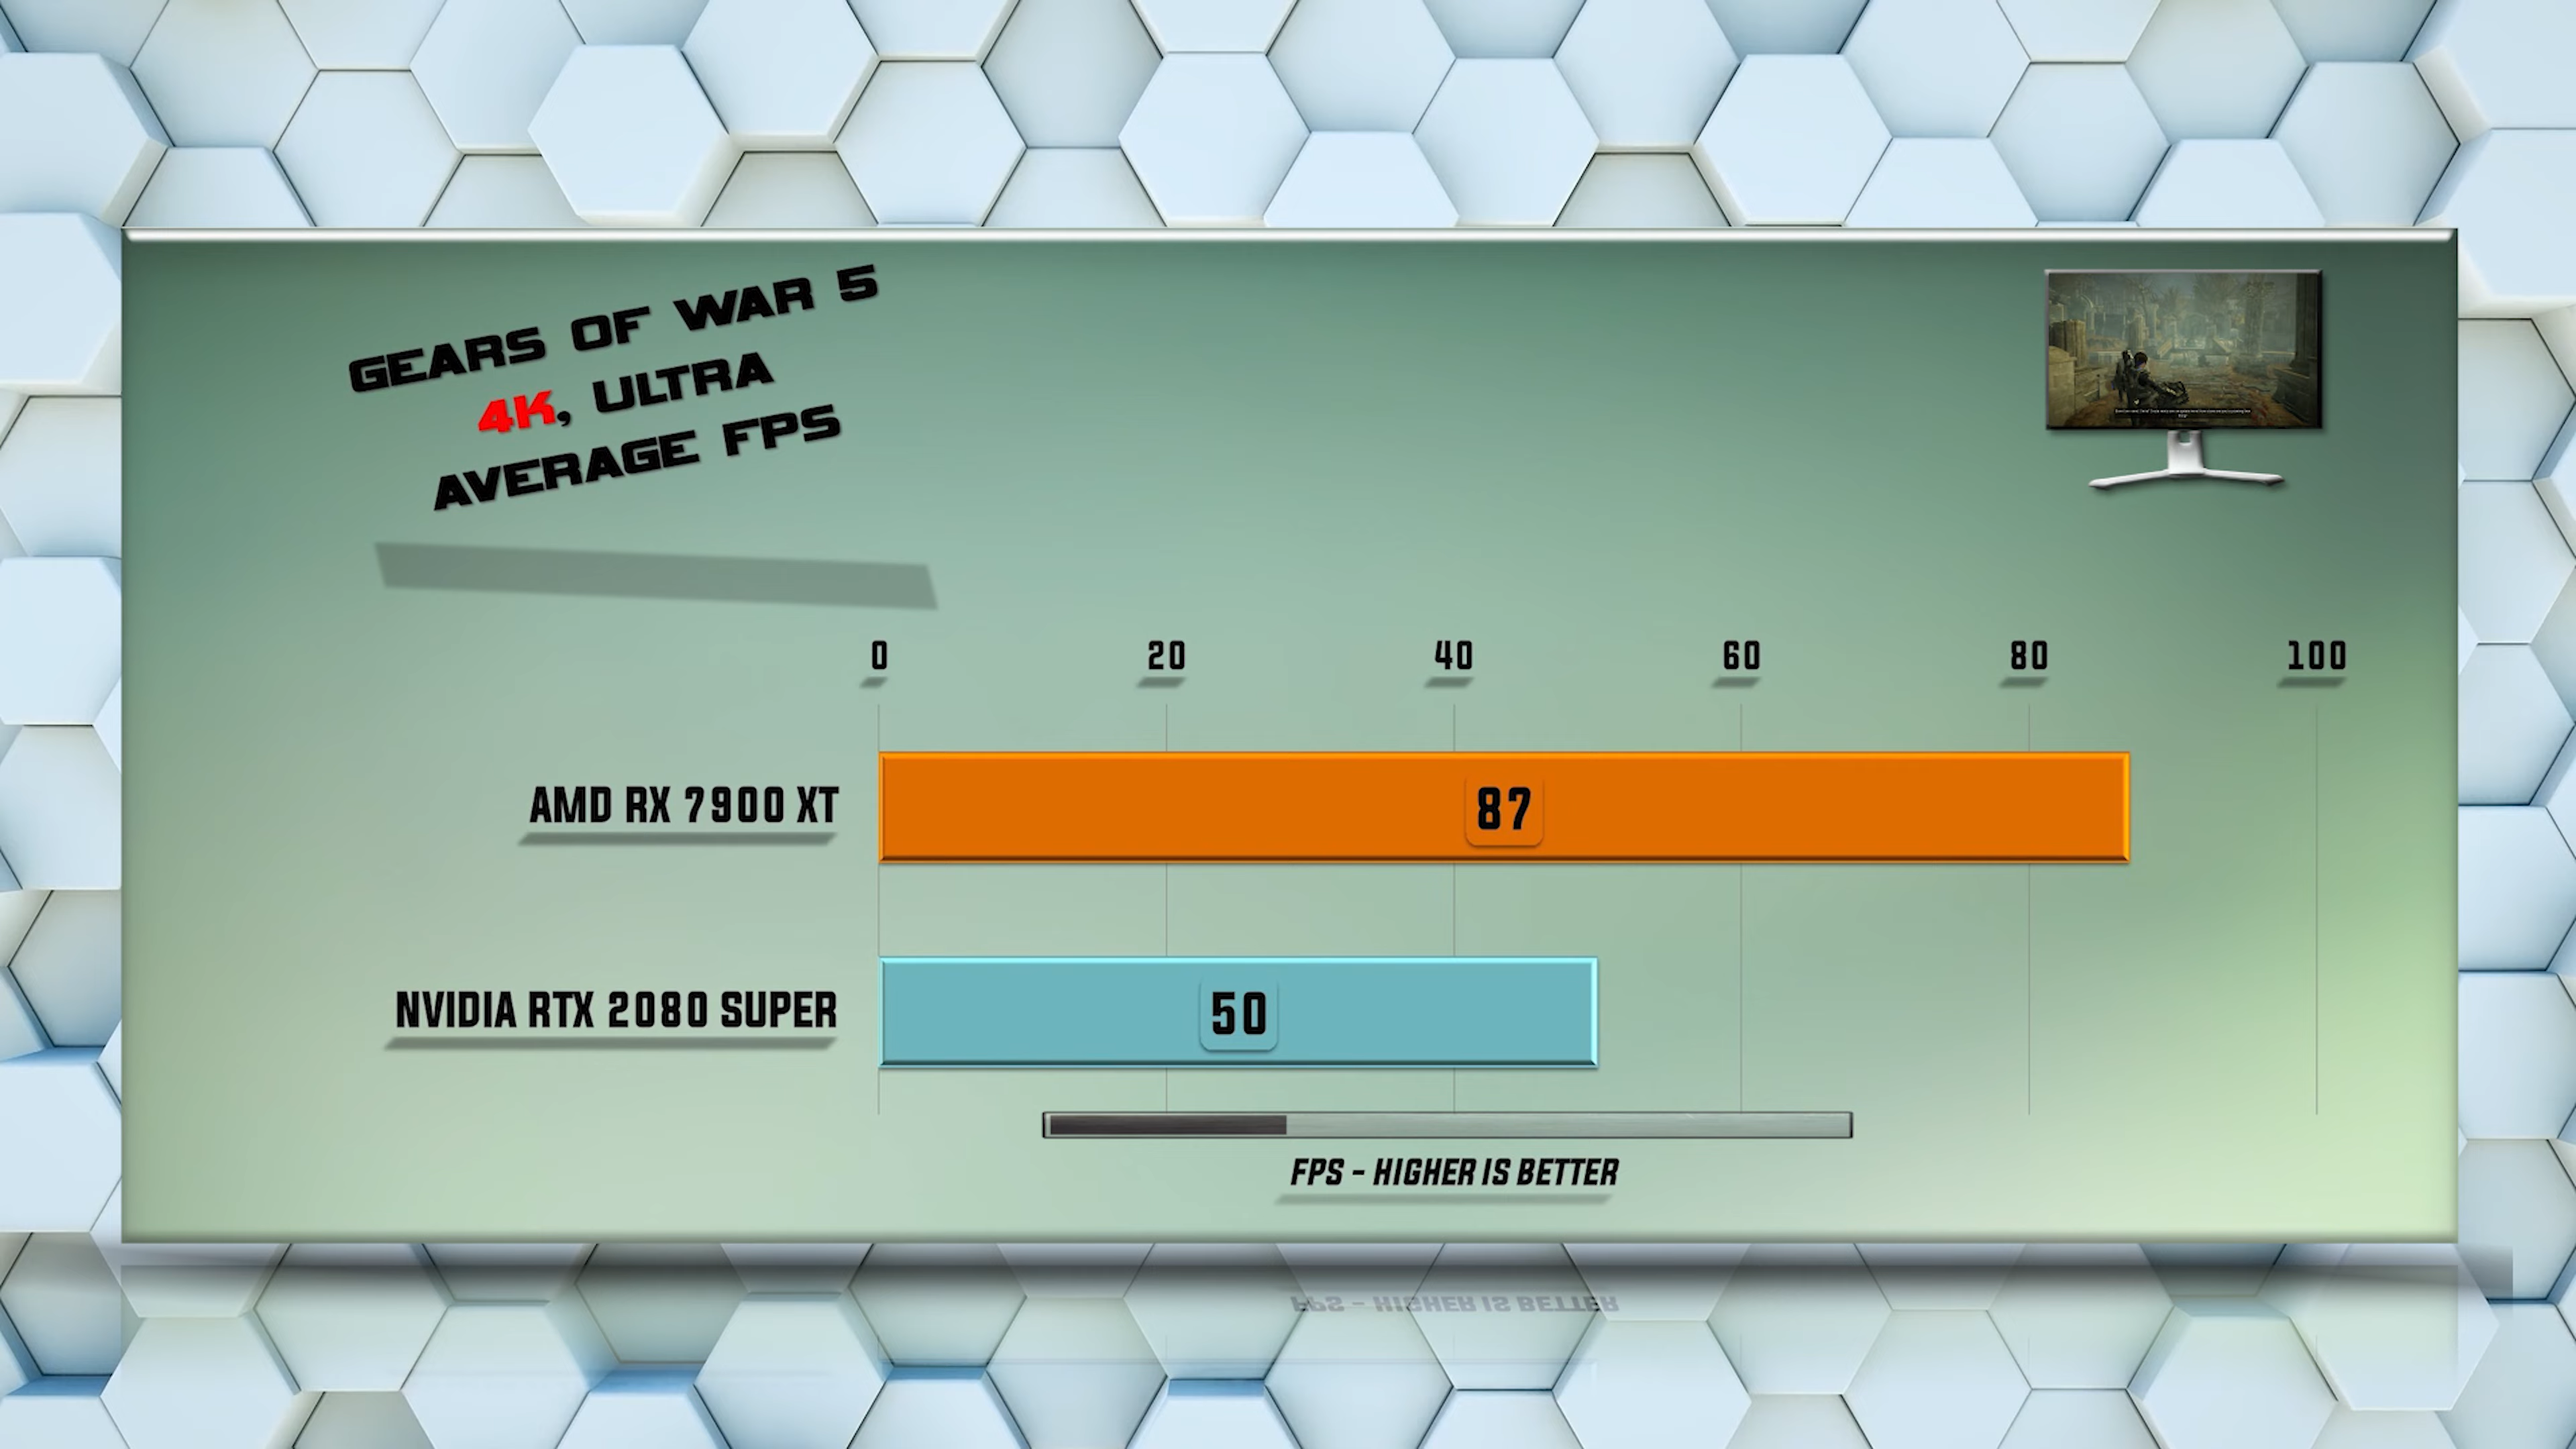 GEARS OF WAR 5
4K, ULTRA
AVERAGE FPS
0 20 40 60 80 100
AMD RX 7900 XT 87
NVIDIA RTX 2080 SUPER 50
FPS - HIGHER IS BETTER